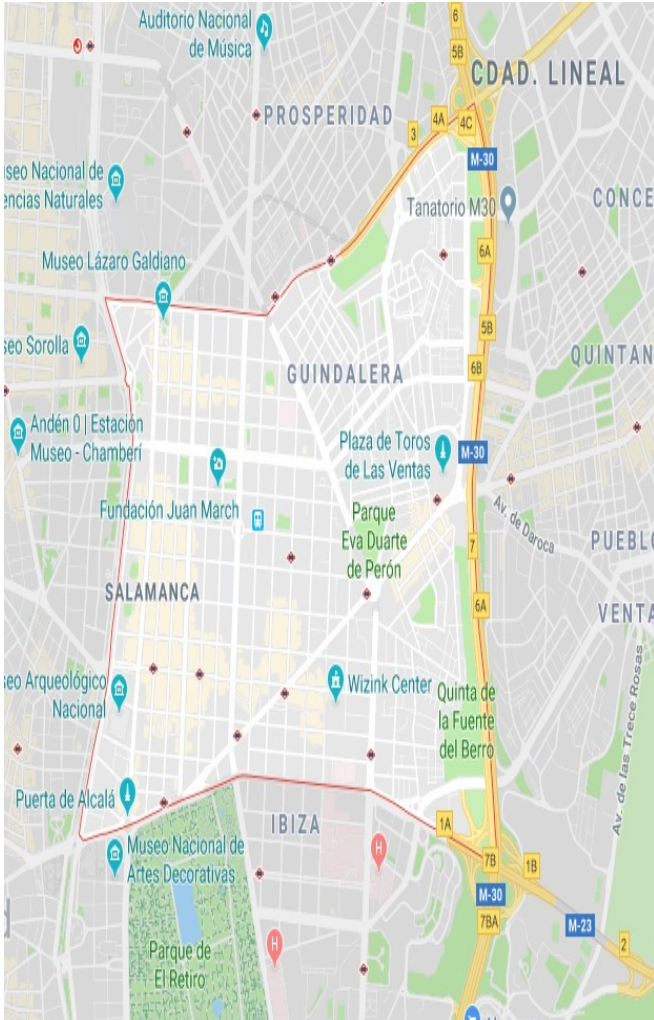 Auditorio Nacional
de Música
6
5B
CDAD. LINEAL
PROSPERIDAD
3
4A
4C
M-30
seo Nacional de
encias Naturales
Tanatorio M30
CONCE
6A
Museo Lázaro Galdiano
5B
seo Sorolla
6B
QUINTAN
GUINDALERA
Andén 0 | Estación
Museo - Chamberí
Plaza de Toros
de Las Ventas
M-30
Fundación Juan March
Parque
Eva Duarte
de Perón
Av. de Daroca
7
PUEBLO
SALAMANCA
6A
VENTA
seo Arqueológico
Nacional
Wizink Center
Quinta de
la Fuente
del Berro
Av. de las Trece Rosas
Puerta de Alcalá
IBIZA
1A
Museo Nacional de
Artes Decorativas
H
7B
1B
M-30
7BA
M-23
H
2
Parque de
El Retiro